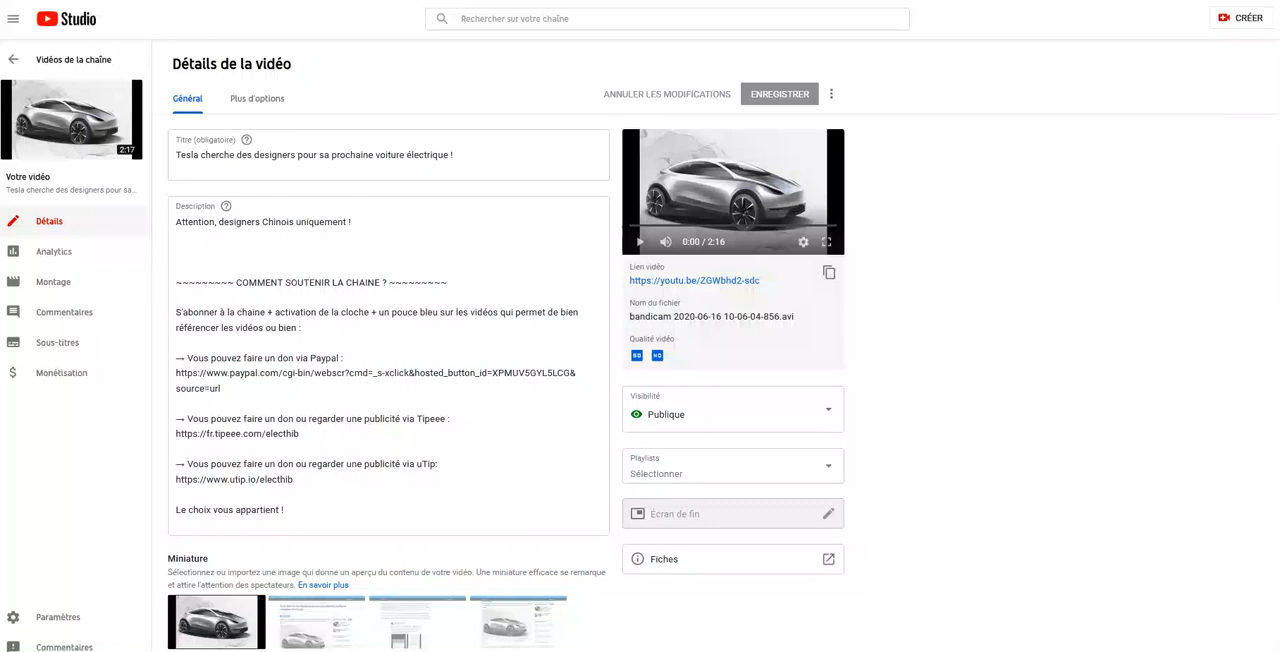 Studio
Rechercher sur votre chaîne
CRÉER
Vidéos de la chaîne
2:17
Votre vidéo
Tesla cherche des designers pour sa...
Détails
Analytics
Montage
Commentaires
Sous-titres
Monétisation
Paramètres
Commentaires
Détails de la vidéo
Général
Plus d'options
ANNULER LES MODIFICATIONS
ENREGISTRER
Titre (obligatoire)
Tesla cherche des designers pour sa prochaine voiture électrique !
Description
Attention, designers Chinois uniquement !
~~~~~~~~~ COMMENT SOUTENIR LA CHAINE ? ~~~~~~~~~
S'abonner à la chaine + activation de la cloche + un pouce bleu sur les vidéos qui permet de bien
référencer les vidéos ou bien :
→ Vous pouvez faire un don via Paypal :
https://www.paypal.com/cgi-bin/webscr?cmd=_s-xclick&hosted_button_id=XPMUV5GYL5LCG&
source=url
→ Vous pouvez faire un don ou regarder une publicité via Tipeee :
https://fr.tipeee.com/electhib
→ Vous pouvez faire un don ou regarder une publicité via uTip:
https://www.utip.io/electhib
Le choix vous appartient !
Miniature
Sélectionnez ou importez une image qui donne un aperçu du contenu de votre vidéo. Une miniature efficace se remarque
et attire l'attention des spectateurs. En savoir plus
0:00 / 2:16
Lien vidéo
https://youtu.be/ZGWbhd2-sdc
Nom du fichier
bandicam 2020-06-16 10-06-04-856.avi
Qualité vidéo
SD HD
Visibilité
Publique
Playlists
Sélectionner
Écran de fin
Fiches